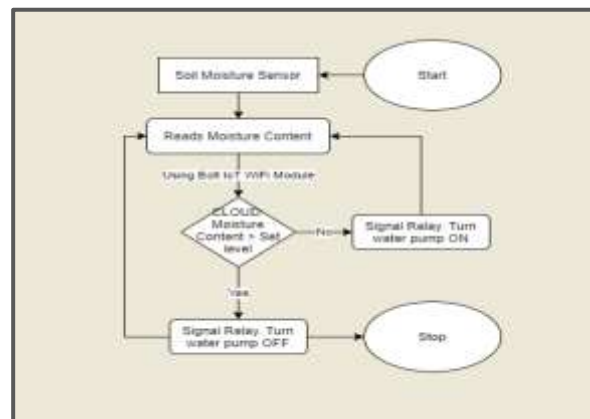 Soil Moisture Sensor
Start
Reads Moisture Content
Using Bolt IoT WiFi Module
CLOUD
Moisture
Content > Set
level
No
Signal Relay. Turn
water pump ON
Yes
Signal Relay. Turn
water pump OFF
Stop